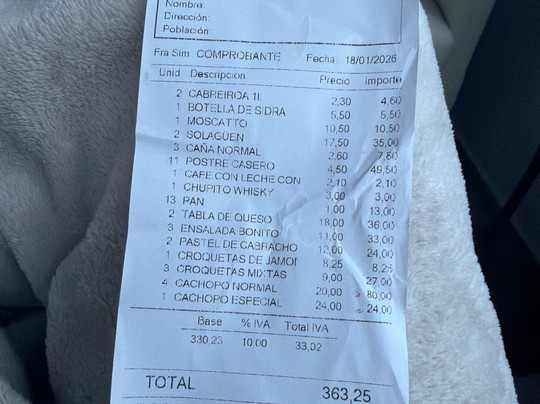 Nombre:
Dirección:
Población:
Fra Sim COMPROBANTE Fecha 18/01/2026
Unid Descripción Precio Importe
2 CABREIROA 1L 2,30 4,60
1 BOTELLA DE SIDRA 5,50 5,50
1 MOSCATTO 10,50 10,50
2 SOLAGÜEN 17,50 35,00
3 CAÑA NORMAL 2,60 7,80
11 POSTRE CASERO 4,50 49,50
1 CAFE CON LECHE CON 2,10 2,10
1 CHUPITO WHISKY 3,00 3,00
13 PAN 1,00 13,00
2 TABLA DE QUESO 18,00 36,00
3 ENSALADA BONITO 11,00 33,00
2 PASTEL DE CABRACHO 12,00 24,00
1 CROQUETAS DE JAMOI 8,25 8,25
3 CROQUETAS MIXTAS 9,00 27,00
4 CACHOPO NORMAL 20,00 80,00
1 CACHOPO ESPECIAL 24,00 24,00
Base % IVA Total IVA
330,23 10,00 33,02
TOTAL 363,25